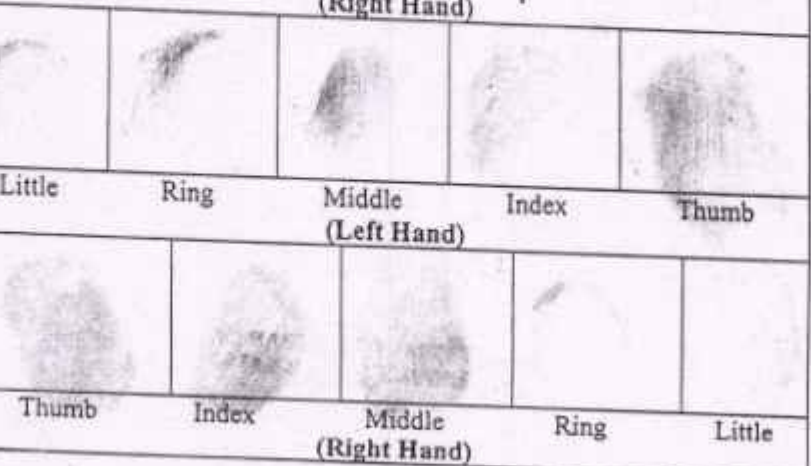 (Right Hand)
Little Ring Middle Index Thumb
(Left Hand)
Thumb Index Middle Ring Little
(Right Hand)